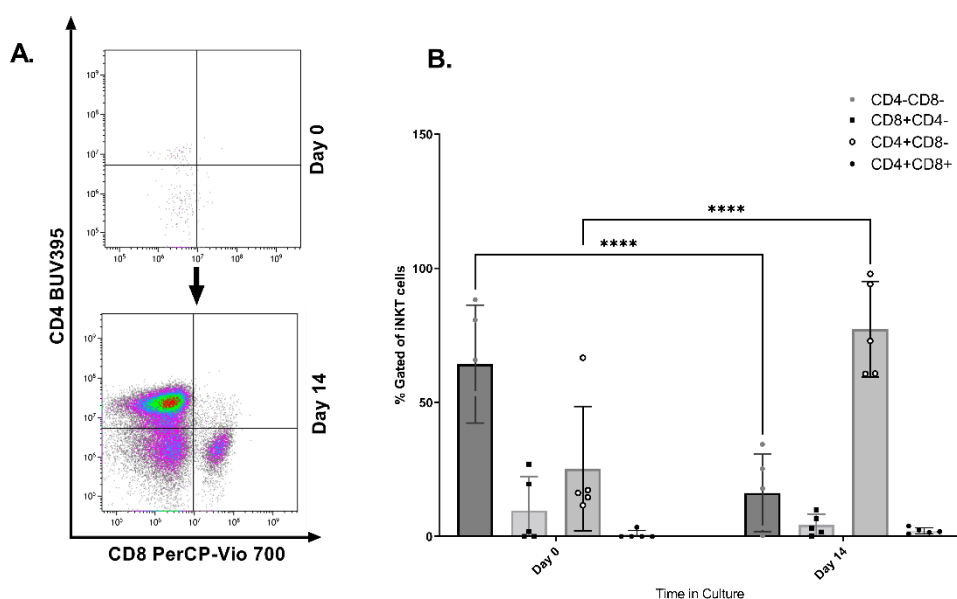 A.
CD4 BUV395
10⁹
10⁸
10⁷
10⁶
10⁵
10⁵ 10⁶ 10⁷ 10⁸ 10⁹
Day 0
10⁹
10⁸
10⁷
10⁶
10⁵
10⁵ 10⁶ 10⁷ 10⁸ 10⁹
Day 14
CD8 PerCP-Vio 700
B.
CD4-CD8-
CD8+CD4-
CD4+CD8-
CD4+CD8+
% Gated of iNKT cells
150
100
50
0
****
****
Day 0
Day 14
Time in Culture